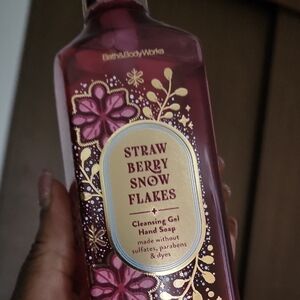 Bath&BodyWorks
STRAW
BERRY
SNOW
FLAKES
Cleansing Gel
Hand Soap
made without
sulfates, parabens
& dyes